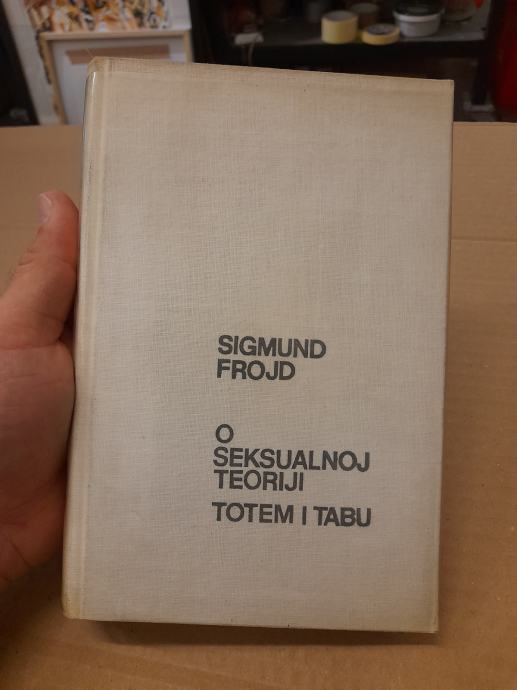 SIGMUND
FROJD
O
SEKSUALNOJ
TEORIJI
TOTEM I TABU